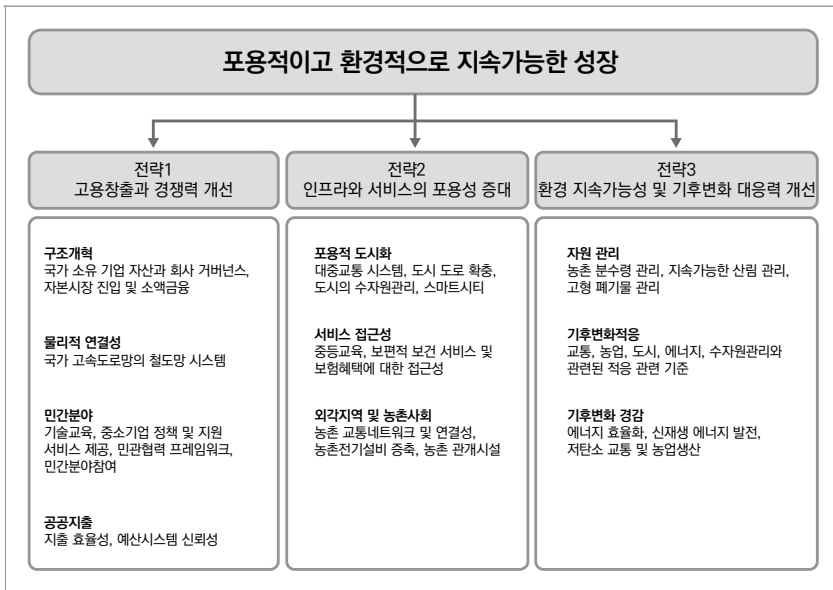 포용적이고 환경적으로 지속가능한 성장
전략1
고용창출과 경쟁력 개선
구조개혁
국가 소유 기업 자산과 회사 거버넌스,
자본시장 진입 및 소액금융
물리적 연결성
국가 고속도로망의 철도망 시스템
민간분야
기술교육, 중소기업 정책 및 지원
서비스 제공, 민관협력 프레임워크,
민간분야참여
공공지출
지출 효율성, 예산시스템 신뢰성
전략2
인프라와 서비스의 포용성 증대
포용적 도시화
대중교통 시스템, 도시 도로 확충,
도시의 수자원관리, 스마트시티
서비스 접근성
중등교육, 보편적 보건 서비스 및
보험혜택에 대한 접근성
외각지역 및 농촌사회
농촌 교통네트워크 및 연결성,
농촌전기설비 증축, 농촌 관개시설
전략3
환경 지속가능성 및 기후변화 대응력 개선
자원 관리
농촌 분수령 관리, 지속가능한 산림 관리,
고형 폐기물 관리
기후변화적응
교통, 농업, 도시, 에너지, 수자원관리와
관련된 적응 관련 기준
기후변화 경감
에너지 효율화, 신재생 에너지 발전,
저탄소 교통 및 농업생산